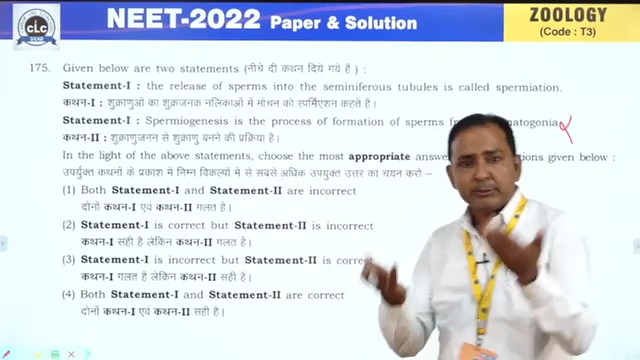 CLC
SIKAR
NEET-2022 Paper & Solution
ZOOLOGY
(Code : T3)
175. Given below are two statements (नीचे दी कथन दिये गये है) :
Statement-I : the release of sperms into the seminiferous tubules is called spermiation.
कथन-I : शुक्राणुओं का शुक्रजनक नलिकाओं में मोचन को स्पर्मिएशन कहते है।
Statement-I : Spermiogenesis is the process of formation of sperms
कथन-II : शुक्राणुजनन से शुक्राणु बनने की प्रक्रिया है।
In the light of the above statements, choose the most appropriate given below :
उपर्युक्त कथनों के प्रकाश में निम्न विकल्पों में से सबसे अधिक उपयुक्त उत्तर का चयन करो –
(1) Both Statement-I and Statement-II are incorrect
दोनों कथन-I एवं कथन-II गलत है।
(2) Statement-I is correct but Statement-II is incorrect
कथन-I सही है लेकिन कथन-II गलत है।
(3) Statement-I is incorrect but Statement-II is
कथन-I गलत है लेकिन कथन-II सही है।
(4) Both Statement-I and Statement-II are correct
दोनों कथन-I एवं कथन-II सही है।